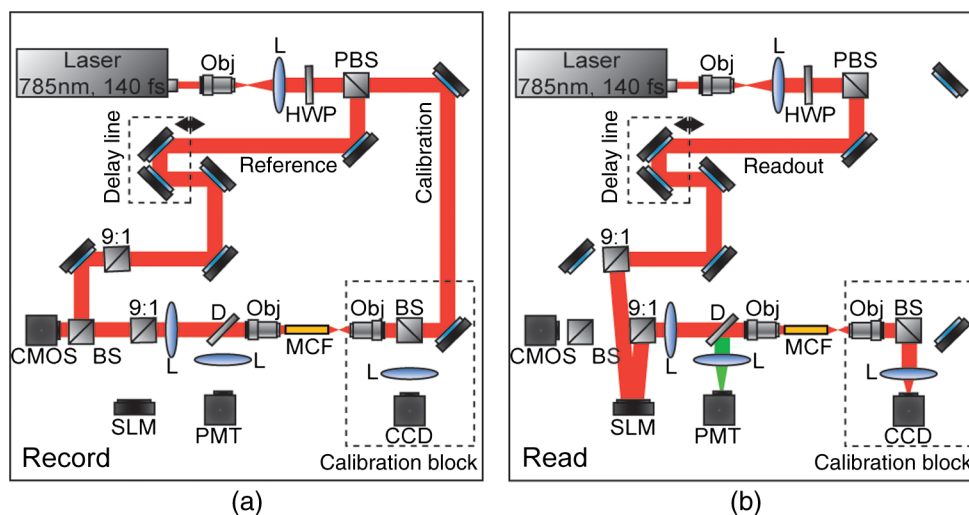 Laser
785nm, 140 fs
Obj
L
HWP
PBS
Delay line
Reference
Calibration
9:1
9:1
CMOS
BS
L
D
Obj
L
MCF
Obj
BS
L
SLM
PMT
CCD
Record
Calibration block
(a)
Laser
785nm, 140 fs
Obj
L
HWP
PBS
Delay line
Readout
9:1
9:1
CMOS
BS
L
D
Obj
L
MCF
Obj
BS
L
SLM
PMT
CCD
Read
Calibration block
(b)